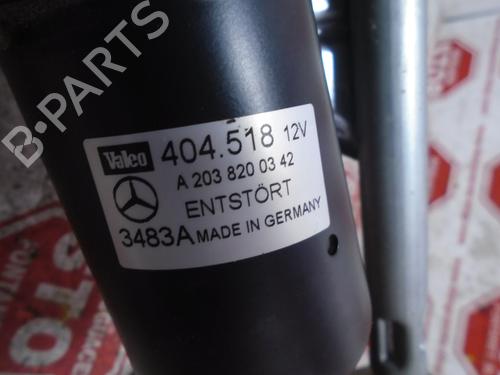 B-PARTS
Valeo 404.518 12V
A 203 820 03 42
ENTSTÖRT
3483A MADE IN GERMANY